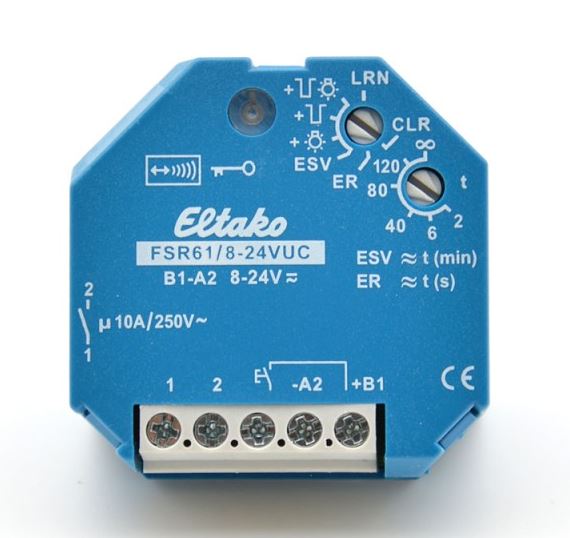 LRN
+
+
+
CLR
ESV
ER
120
∞
80
t
40
6
2
Eltako
FSR61/8-24VUC
B1-A2 8-24V⎓
ESV ≈ t (min)
ER ≈ t (s)
2
µ10A/250V~
1
1 2 -A2 +B1
CE